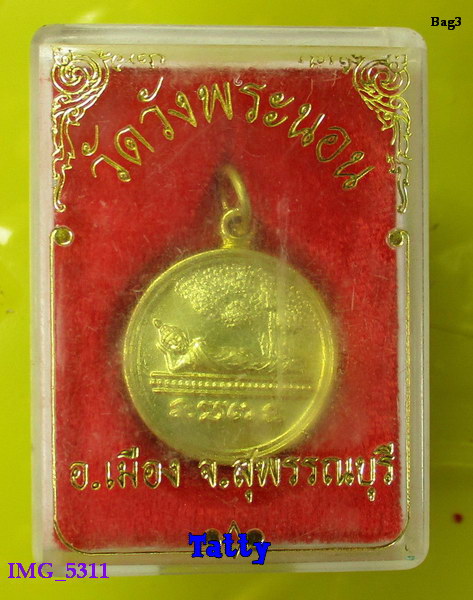 Bag3
วัดวังพระนอน
อ.เมือง จ.สุพรรณบุรี
Tatty
IMG_5311